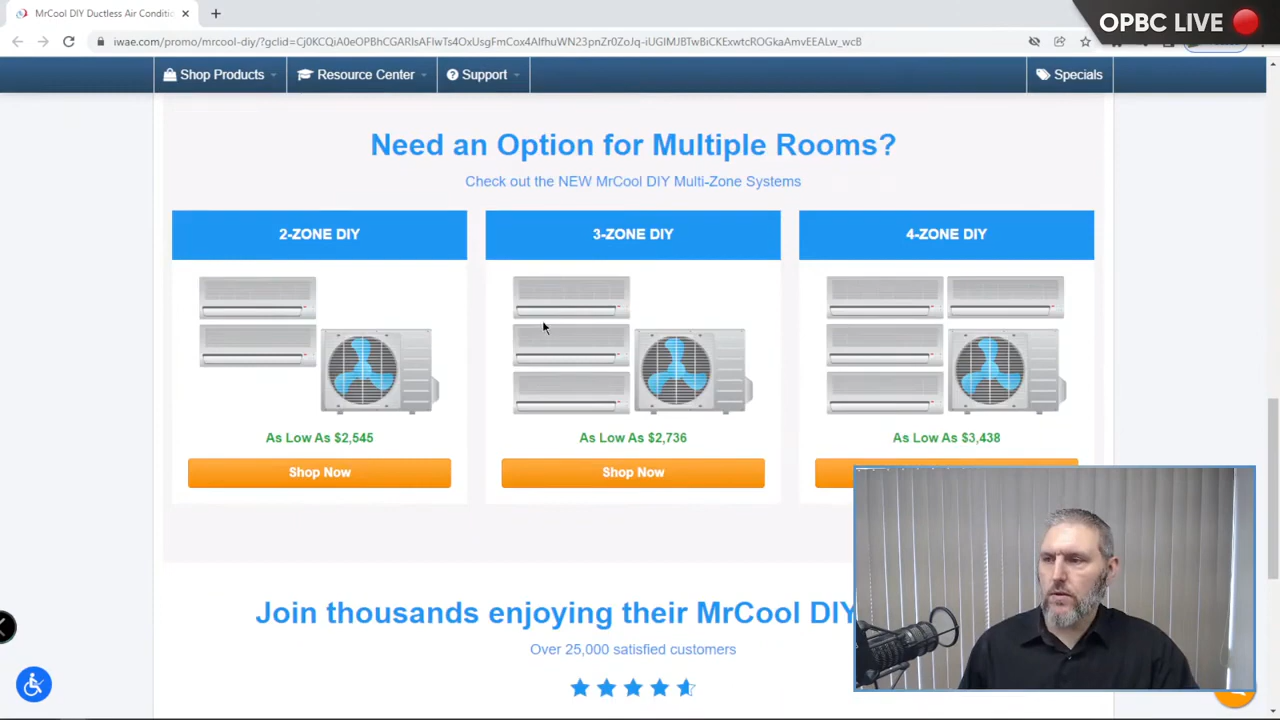 MrCool DIY Ductless Air Conditio
OPBC LIVE
iwae.com/promo/mrcool-diy/?gclid=Cj0KCQiA0eOPBhCGARIsAFIwTs4OxUsgFmCox4AlfhuWN23pnZr0ZoJq-iUGIMJBTwBiCKExwtcROGkaAmvEEALw_wcB
Shop Products
Resource Center
Support
Specials
Need an Option for Multiple Rooms?
Check out the NEW MrCool DIY Multi-Zone Systems
2-ZONE DIY
3-ZONE DIY
4-ZONE DIY
As Low As $2,545
As Low As $2,736
As Low As $3,438
Shop Now
Shop Now
Join thousands enjoying their MrCool DIY
Over 25,000 satisfied customers